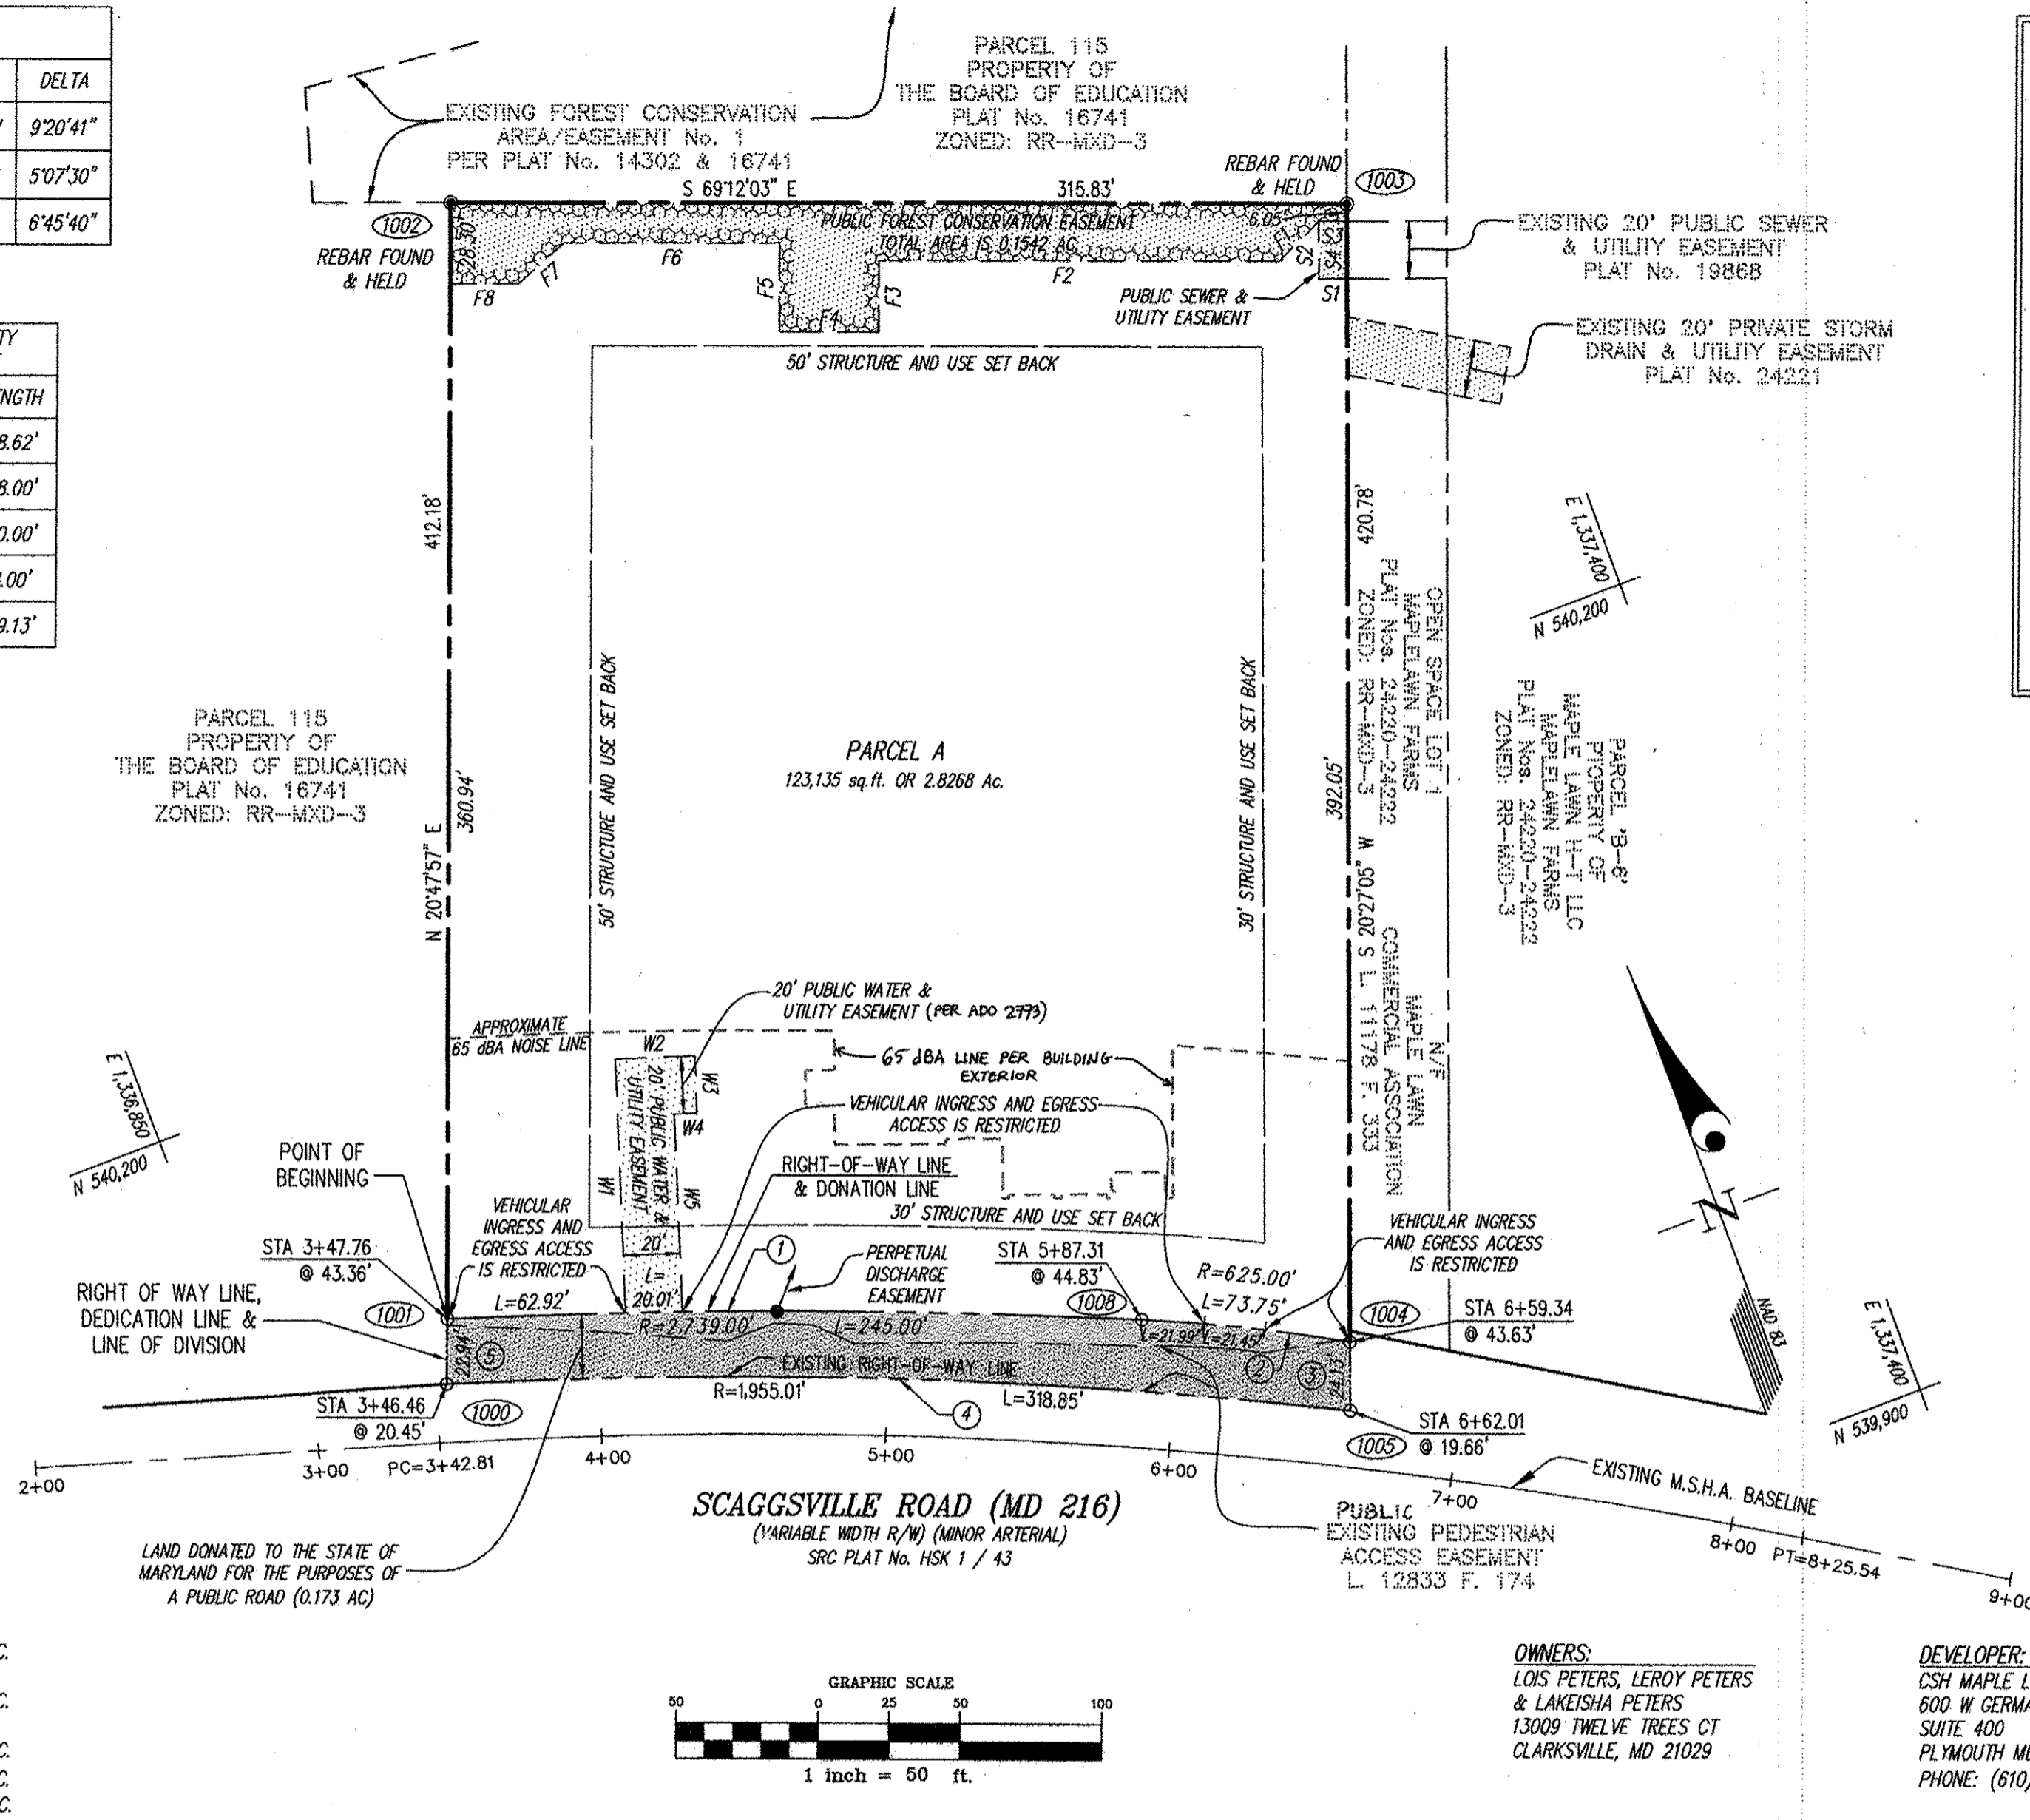 DELTA
9°20'41"
5°07'30"
6°45'40"
TY
NGTH
8.62'
8.00'
0.00'
.00'
9.13'
PARCEL 115
PROPERTY OF
THE BOARD OF EDUCATION
PLAT No. 16741
ZONED: RR-MXD-3
EXISTING FOREST CONSERVATION
AREA/EASEMENT No. 1
PER PLAT No. 14302 & 16741
S 69°12'03" E
315.83'
REBAR FOUND
& HELD
1003
1002
REBAR FOUND
& HELD
28.50'
PUBLIC FOREST CONSERVATION EASEMENT
TOTAL AREA IS 0.1542 AC.
6.05'
F1
F2
F3
F4
F5
F6
F7
F8
S1
S2
S3
S4
PUBLIC SEWER &
UTILITY EASEMENT
EXISTING 20' PUBLIC SEWER
& UTILITY EASEMENT
PLAT No. 19868
EXISTING 20' PRIVATE STORM
DRAIN & UTILITY EASEMENT
PLAT No. 24221
50' STRUCTURE AND USE SET BACK
412.18'
360.94'
N 20°47'57" E
50' STRUCTURE AND USE SET BACK
30' STRUCTURE AND USE SET BACK
420.78'
392.05'
S 20°27'05" W
PARCEL A
123,135 sq.ft. OR 2.8268 Ac.
PARCEL 115
PROPERTY OF
THE BOARD OF EDUCATION
PLAT No. 16741
ZONED: RR-MXD-3
OPEN SPACE LOT 1
MAPLELAWN FARMS
PLAT Nos. 24220-24222
ZONED: RR-MXD-3
N/F
MAPLE LAWN
COMMERCIAL ASSOCIATION
L. 11178 F. 333
PARCEL 'B-6'
PTOPERTY OF
MAPLE LAWN H-T LLC
MAPLELAWN FARMS
PLAT Nos. 24220-24222
ZONED: RR-MXD-3
E 1,337,400
N 540,200
E 1,336,850
N 540,200
E 1,337,400
N 539,900
N
NAD 83
20' PUBLIC WATER &
UTILITY EASEMENT (PER ADO 2773)
APPROXIMATE
65 dBA NOISE LINE
65 dBA LINE PER BUILDING
EXTERIOR
W1
W2
W3
W4
W5
20' PUBLIC WATER &
UTILITY EASEMENT
20'
L=
20.01'
VEHICULAR INGRESS AND EGRESS
ACCESS IS RESTRICTED
RIGHT-OF-WAY LINE
& DONATION LINE
30' STRUCTURE AND USE SET BACK
POINT OF
BEGINNING
VEHICULAR
INGRESS AND
EGRESS ACCESS
IS RESTRICTED
STA 3+47.76
@ 43.36'
RIGHT OF WAY LINE,
DEDICATION LINE &
LINE OF DIVISION
1001
L=62.92'
1
PERPETUAL
DISCHARGE
EASEMENT
STA 5+87.31
@ 44.83'
1008
R=625.00'
L=73.75'
VEHICULAR INGRESS
AND EGRESS ACCESS
IS RESTRICTED
1004
STA 6+59.34
@ 43.63'
22.94'
5
R=2,739.00'
L=245.00'
L=21.99'
L=21.45'
2
3
24.13'
EXISTING RIGHT-OF-WAY LINE
R=1,955.01'
4
L=318.85'
STA 3+46.46
@ 20.45'
1000
STA 6+62.01
@ 19.66'
1005
2+00
3+00
PC=3+42.81
4+00
5+00
6+00
7+00
8+00
PT=8+25.54
9+00
EXISTING M.S.H.A. BASELINE
SCAGGSVILLE ROAD (MD 216)
(VARIABLE WIDTH R/W) (MINOR ARTERIAL)
SRC PLAT No. HSK 1 / 43
PUBLIC
EXISTING PEDESTRIAN
ACCESS EASEMENT
L. 12833 F. 174
LAND DONATED TO THE STATE OF
MARYLAND FOR THE PURPOSES OF
A PUBLIC ROAD (0.173 AC)
C.
C.
C.
C.
C.
GRAPHIC SCALE
50 0 25 50 100
1 inch = 50 ft.
OWNERS:
LOIS PETERS, LEROY PETERS
& LAKEISHA PETERS
13009 TWELVE TREES CT
CLARKSVILLE, MD 21029
DEVELOPER:
CSH MAPLE L
600 W GERMA
SUITE 400
PLYMOUTH ME
PHONE: (610)